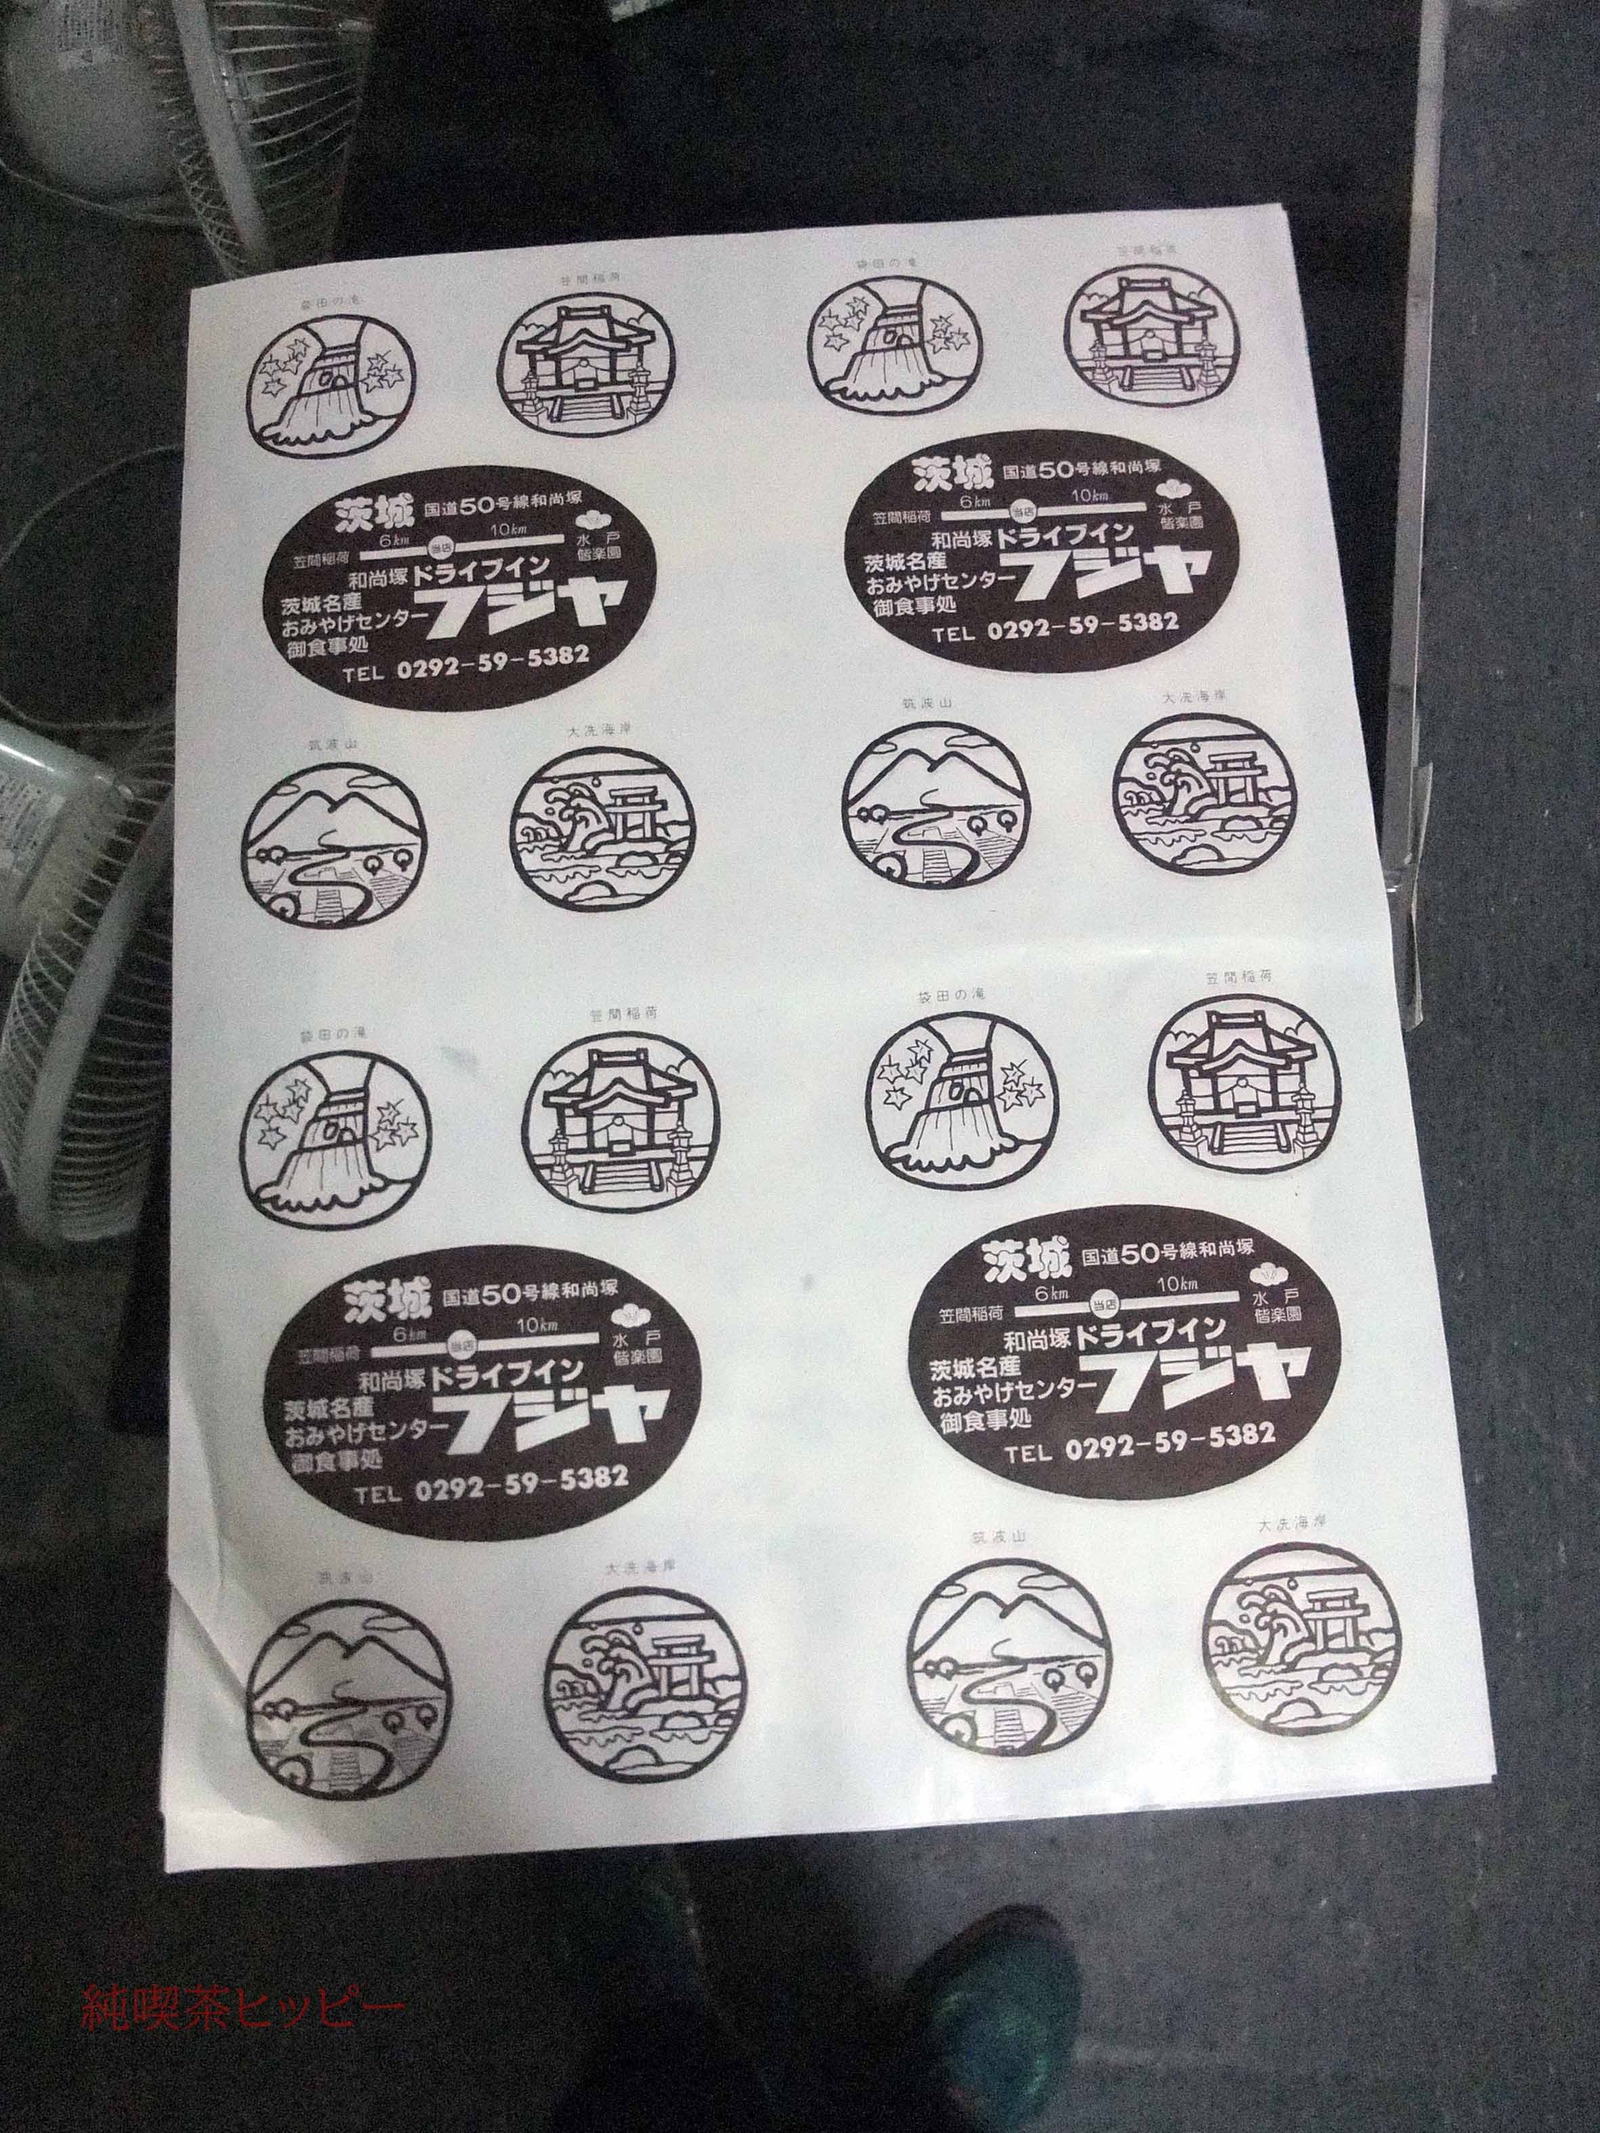 袋田の滝
笠間稲荷
袋田の滝
笠間稲荷
茨城 国道50号線和尚塚
6km 10km
笠間稲荷 当店 水戸
偕楽園
和尚塚ドライブイン
茨城名産
おみやげセンター
御食事処
フジヤ
TEL 0292-59-5382
茨城 国道50号線和尚塚
6km 10km
笠間稲荷 当店 水戸
偕楽園
和尚塚ドライブイン
茨城名産
おみやげセンター
御食事処
フジヤ
TEL 0292-59-5382
筑波山
大洗海岸
筑波山
大洗海岸
袋田の滝
笠間稲荷
袋田の滝
笠間稲荷
茨城 国道50号線和尚塚
6km 10km
笠間稲荷 当店 水戸
偕楽園
和尚塚ドライブイン
茨城名産
おみやげセンター
御食事処
フジヤ
TEL 0292-59-5382
茨城 国道50号線和尚塚
6km 10km
笠間稲荷 当店 水戸
偕楽園
和尚塚ドライブイン
茨城名産
おみやげセンター
御食事処
フジヤ
TEL 0292-59-5382
筑波山
大洗海岸
筑波山
大洗海岸
純喫茶ヒッピー